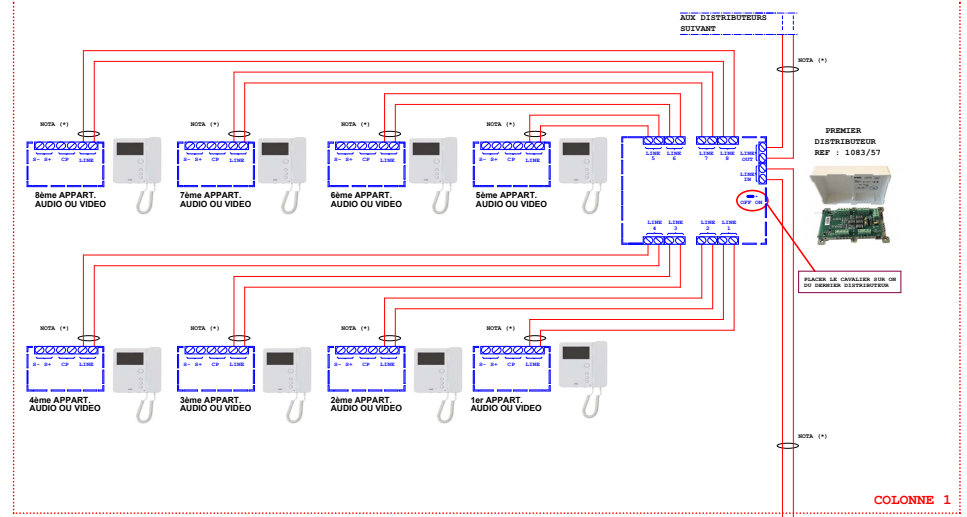 AUX DISTRIBUTEURS
SUIVANT
NOTA (*)
NOTA (*)
NOTA (*)
NOTA (*)
NOTA (*)
S- S+ CP LINE
S- S+ CP LINE
S- S+ CP LINE
S- S+ CP LINE
8ème APPART.
AUDIO OU VIDEO
7ème APPART.
AUDIO OU VIDEO
6ème APPART.
AUDIO OU VIDEO
5ème APPART.
AUDIO OU VIDEO
LINE LINE LINE LINE
5 6 7 8
LINE
OUT
LINE
IN
OFF ON
LINE LINE LINE LINE
4 3 2 1
PREMIER
DISTRIBUTEUR
REF : 1083/57
PLACER LE CAVALIER SUR ON
DU DERNIER DISTRIBUTEUR
NOTA (*)
NOTA (*)
NOTA (*)
NOTA (*)
S- S+ CP LINE
S- S+ CP LINE
S- S+ CP LINE
S- S+ CP LINE
4ème APPART.
AUDIO OU VIDEO
3ème APPART.
AUDIO OU VIDEO
2ème APPART.
AUDIO OU VIDEO
1er APPART.
AUDIO OU VIDEO
NOTA (*)
COLONNE 1